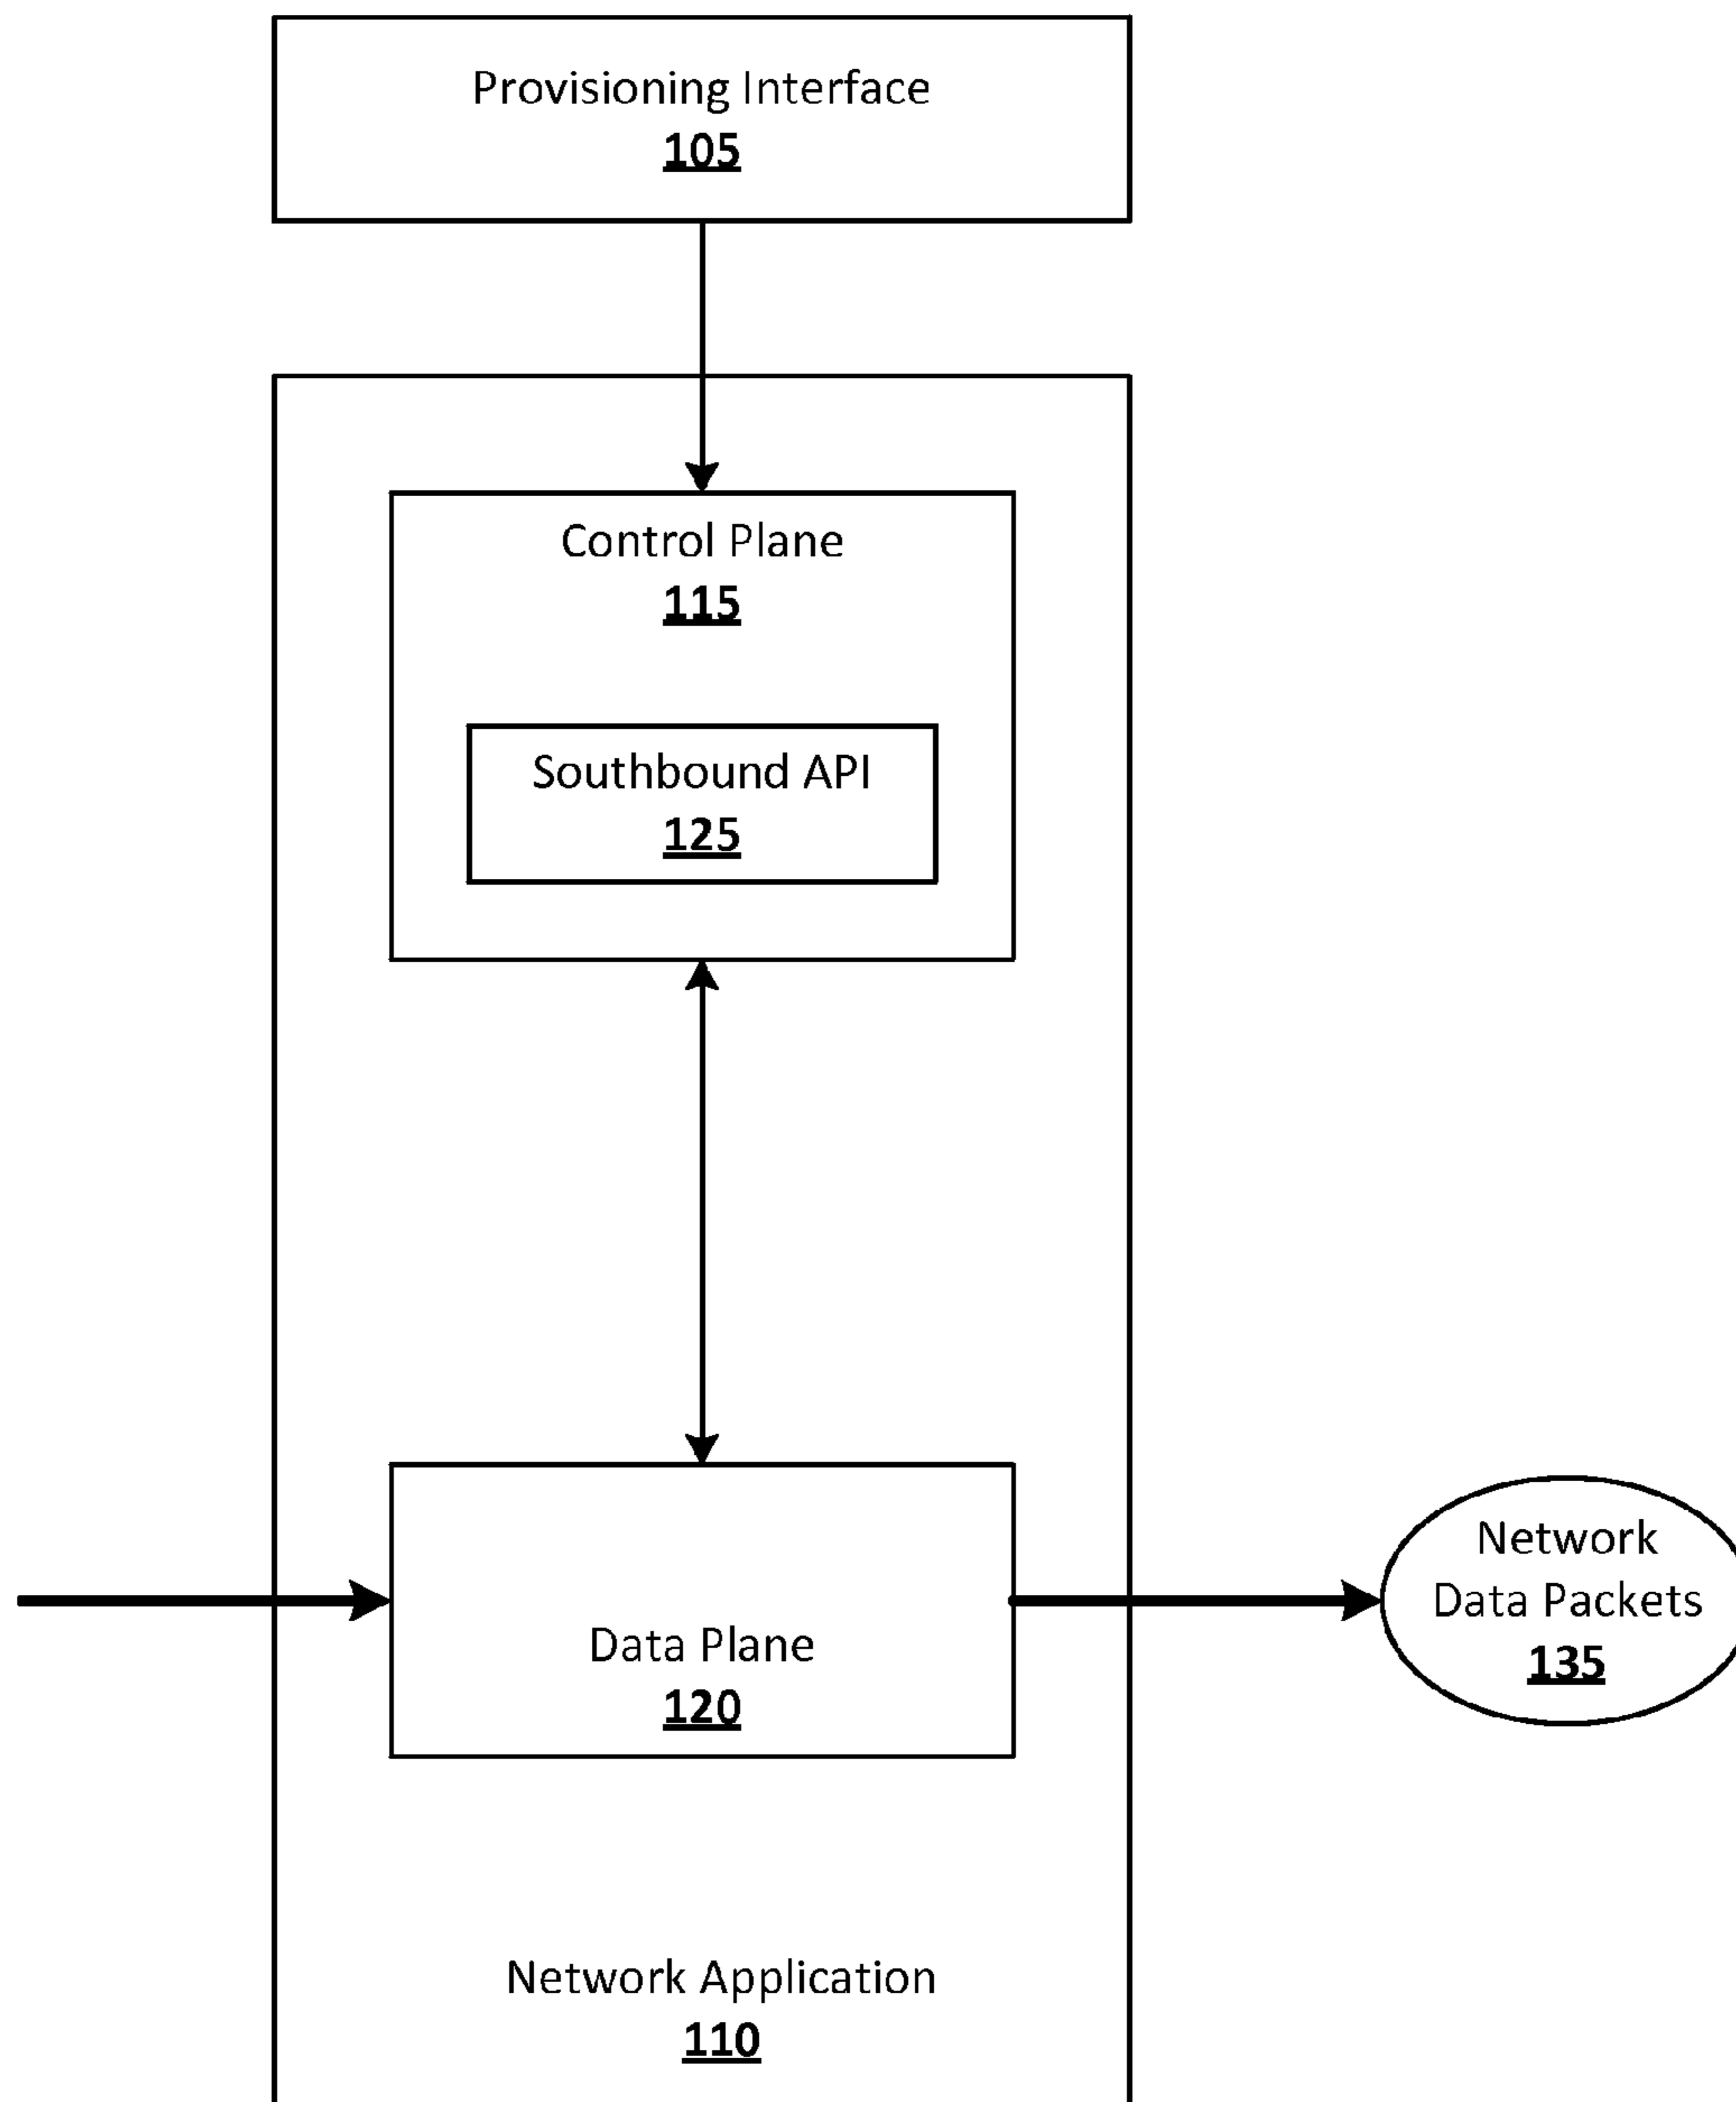 Provisioning Interface
105
Control Plane
115
Southbound API
125
Data Plane
120
Network
Data Packets
135
Network Application
110